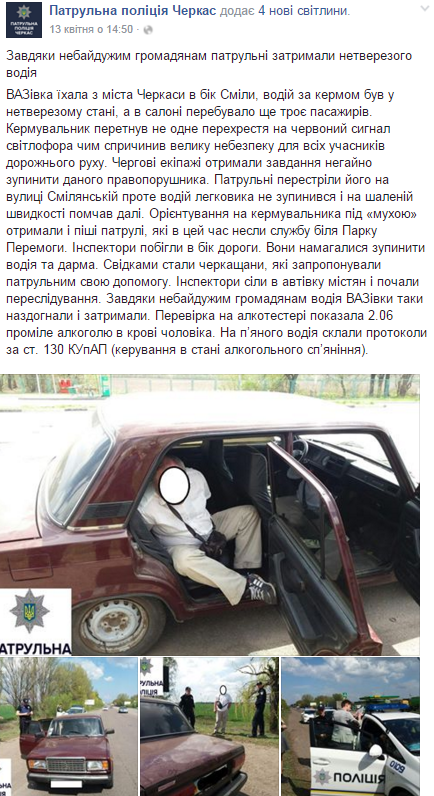 Патрульна поліція Черкас додає 4 нові світлини.
13 квітня о 14:50 ·
ПАТРУЛЬНА
ПОЛІЦІЯ
ЧЕРКАС
Завдяки небайдужим громадянам патрульні затримали нетверезого
водія
ВАЗівка їхала з міста Черкаси в бік Сміли, водій за кермом був у
нетверезому стані, а в салоні перебувало ще троє пасажирів.
Кермувальник перетнув не одне перехрестя на червоний сигнал
світлофора чим спричинив велику небезпеку для всіх учасників
дорожнього руху. Чергові екіпажі отримали завдання негайно
зупинити даного правопорушника. Патрульні перестріли його на
вулиці Смілянській проте водій легковика не зупинився і на шаленій
швидкості помчав далі. Орієнтування на кермувальника під «мухою»
отримали і піші патрулі, які в цей час несли службу біля Парку
Перемоги. Інспектори побігли в бік дороги. Вони намагалися зупинити
водія та дарма. Свідками стали черкащани, які запропонували
патрульним свою допомогу. Інспектори сіли в автівку містян і почали
переслідування. Завдяки небайдужим громадянам водія ВАЗівки таки
наздогнали і затримали. Перевірка на алкотестері показала 2.06
проміле алкоголю в крові чоловіка. На п’яного водія склали протоколи
за ст. 130 КУпАП (керування в стані алкогольного сп’яніння).
АТРУЛЬНА
ТРУЛЬНА
ПОЛІЦІЯ
ПОЛІЦІЯ
0109